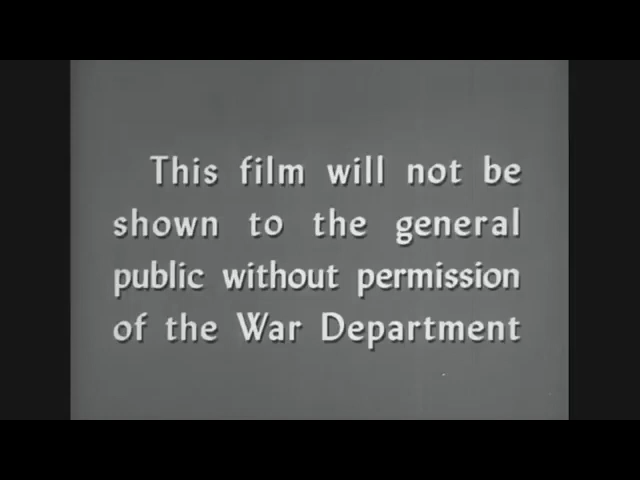 This film will not be
shown to the general
public without permission
of the War Department